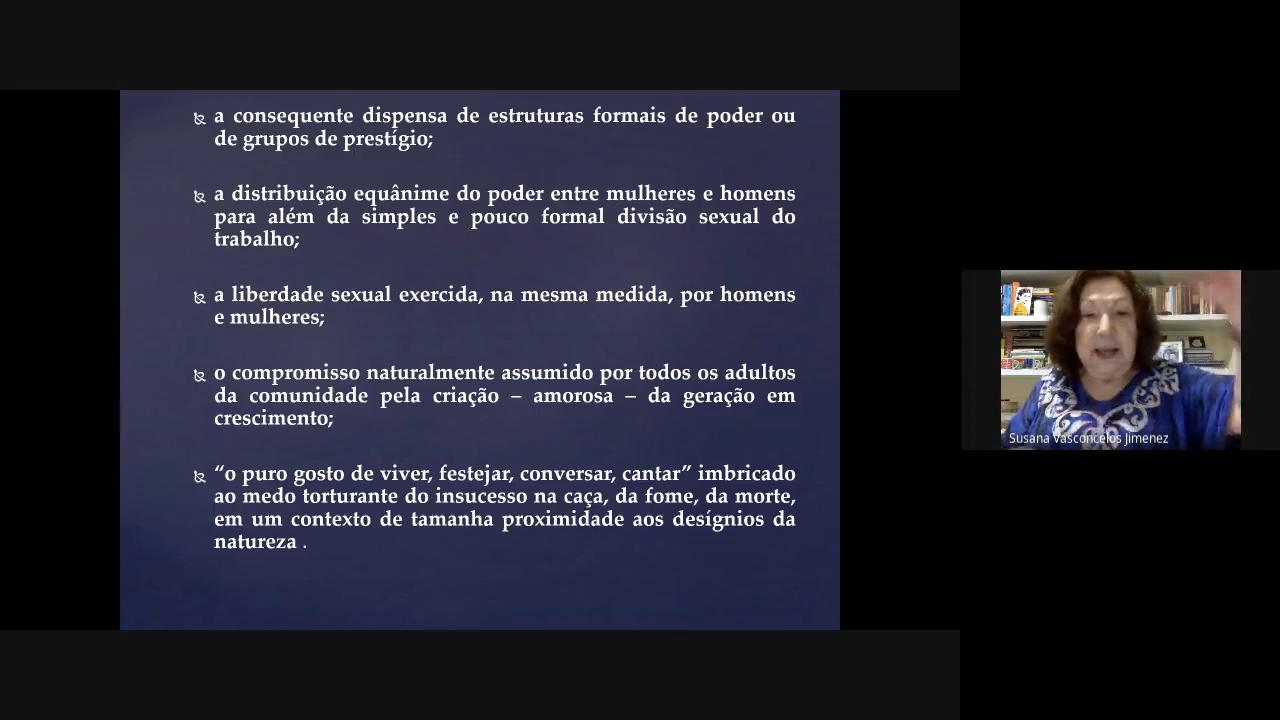 a consequente dispensa de estruturas formais de poder ou
de grupos de prestígio;
a distribuição equânime do poder entre mulheres e homens
para além da simples e pouco formal divisão sexual do
trabalho;
a liberdade sexual exercida, na mesma medida, por homens
e mulheres;
o compromisso naturalmente assumido por todos os adultos
da comunidade pela criação – amorosa – da geração em
crescimento;
“o puro gosto de viver, festejar, conversar, cantar” imbricado
ao medo torturante do insucesso na caça, da fome, da morte,
em um contexto de tamanha proximidade aos desígnios da
natureza .
Susana Vasconcelos Jimenez